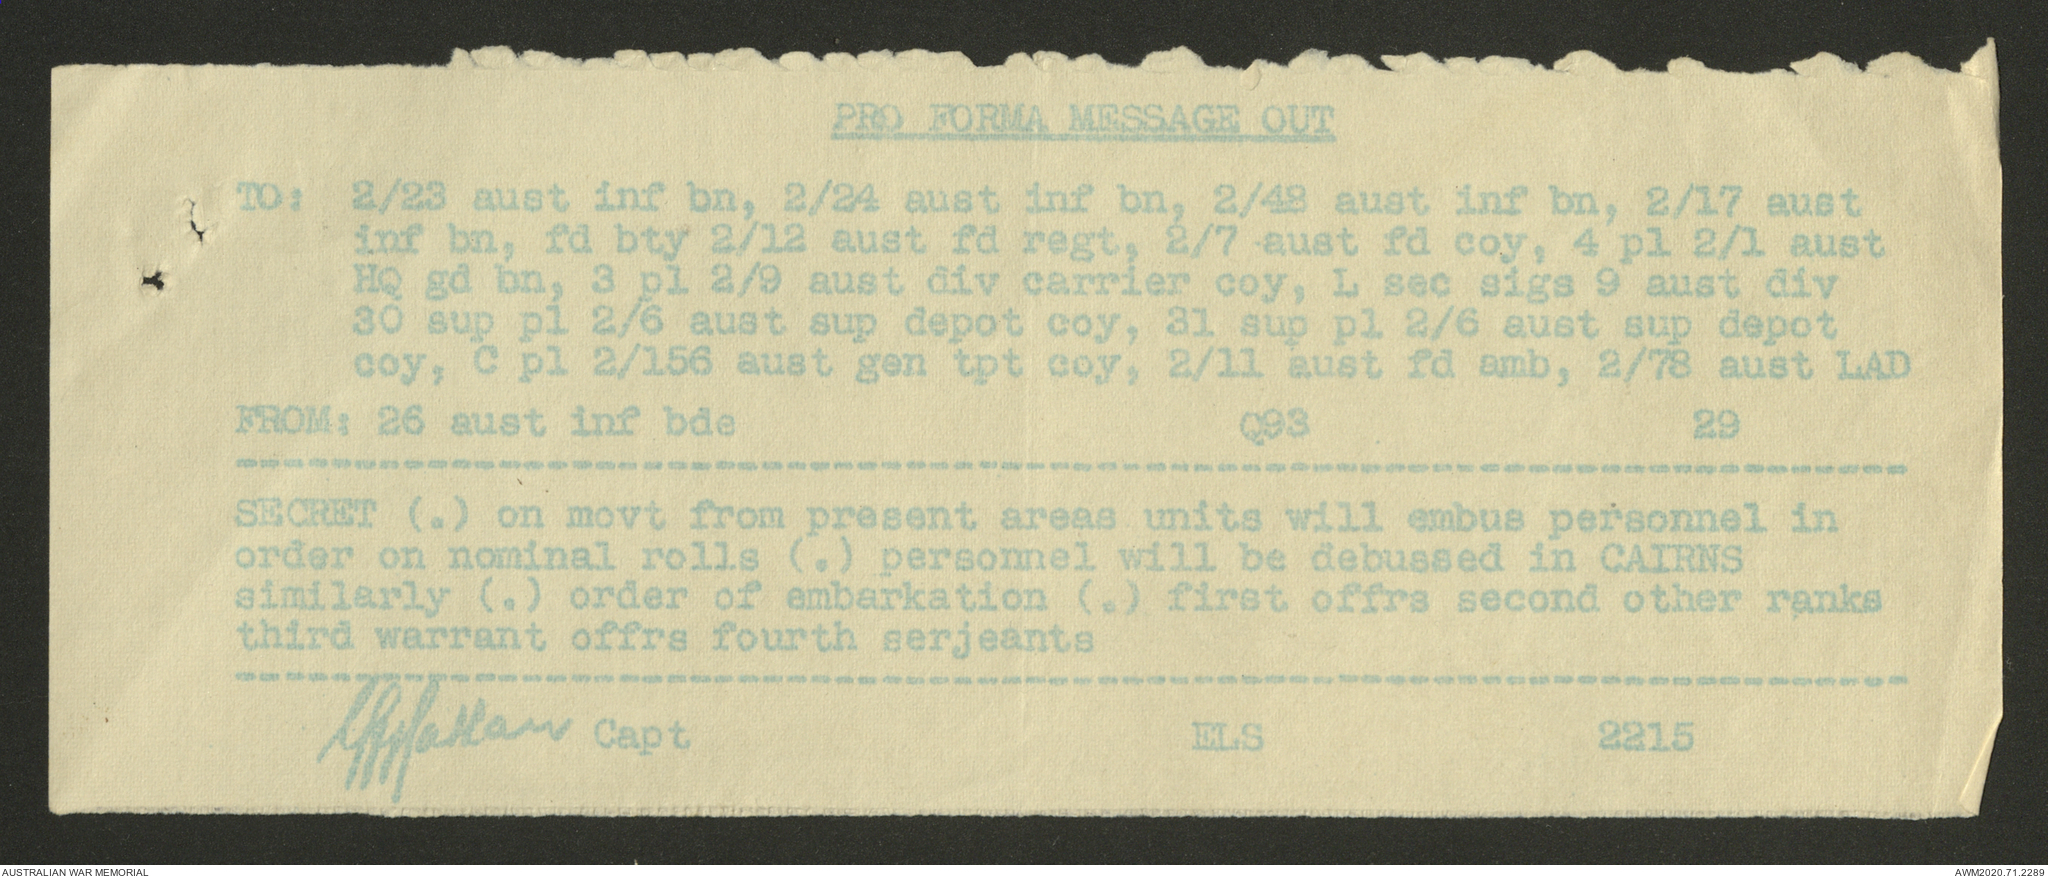 PRO FORMA MESSAGE OUT
TO: 2/23 aust inf bn, 2/24 aust inf bn, 2/48 aust inf bn, 2/17 aust
inf bn, fd bty 2/12 aust fd regt, 2/7 aust fd coy, 4 pl 2/1 aust
HQ gd bn, 3 pl 2/9 aust div carrier coy, L sec sigs 9 aust div
30 sup pl 2/6 aust sup depot coy, 31 sup pl 2/6 aust sup depot
coy, C pl 2/156 aust gen tpt coy, 2/11 aust fd amb, 2/78 aust LAD
FROM: 26 aust inf bde Q93 29
SECRET (.) on movt from present areas units will embus personnel in
order on nominal rolls (.) personnel will be debussed in CAIRNS
similarly (.) order of embarkation (.) first offrs second other ranks
third warrant offrs fourth serjeants
Capt ELS 2215
AUSTRALIAN WAR MEMORIAL AWM2020.71.2289